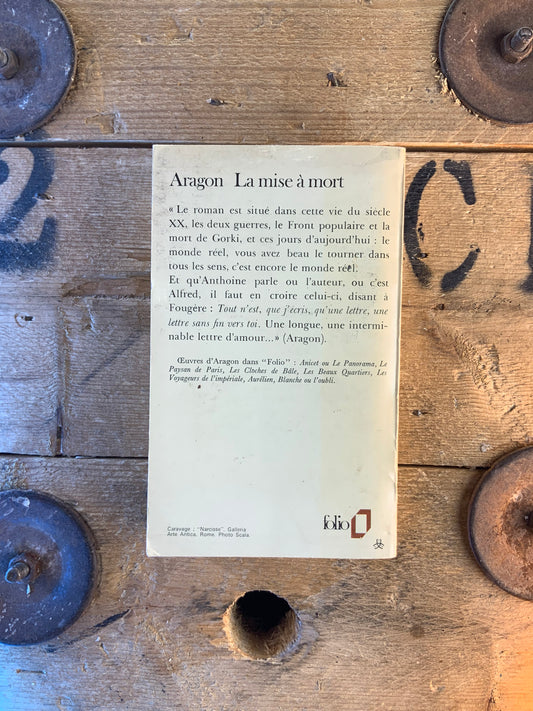 Aragon La mise à mort
« Le roman est situé dans cette vie du siècle
XX, les deux guerres, le Front populaire et la
mort de Gorki, et ces jours d'aujourd'hui : le
monde réel, vous avez beau le tourner dans
tous les sens, c'est encore le monde réel.
Et qu'Anthoine parle ou l'auteur, ou c'est
Alfred, il faut en croire celui-ci, disant à
Fougère : Tout n'est, que j'écris, qu'une lettre, une
lettre sans fin vers toi. Une longue, une intermi-
nable lettre d'amour...» (Aragon).
Œuvres d'Aragon dans "Folio" : Anicet ou Le Panorama, Le
Paysan de Paris, Les Cloches de Bâle, Les Beaux Quartiers, Les
Voyageurs de l'impériale, Aurélien, Blanche ou l'oubli.
Caravage : "Narcisse". Galleria
Arte Antica, Rome. Photo Scala.
folio
2
C